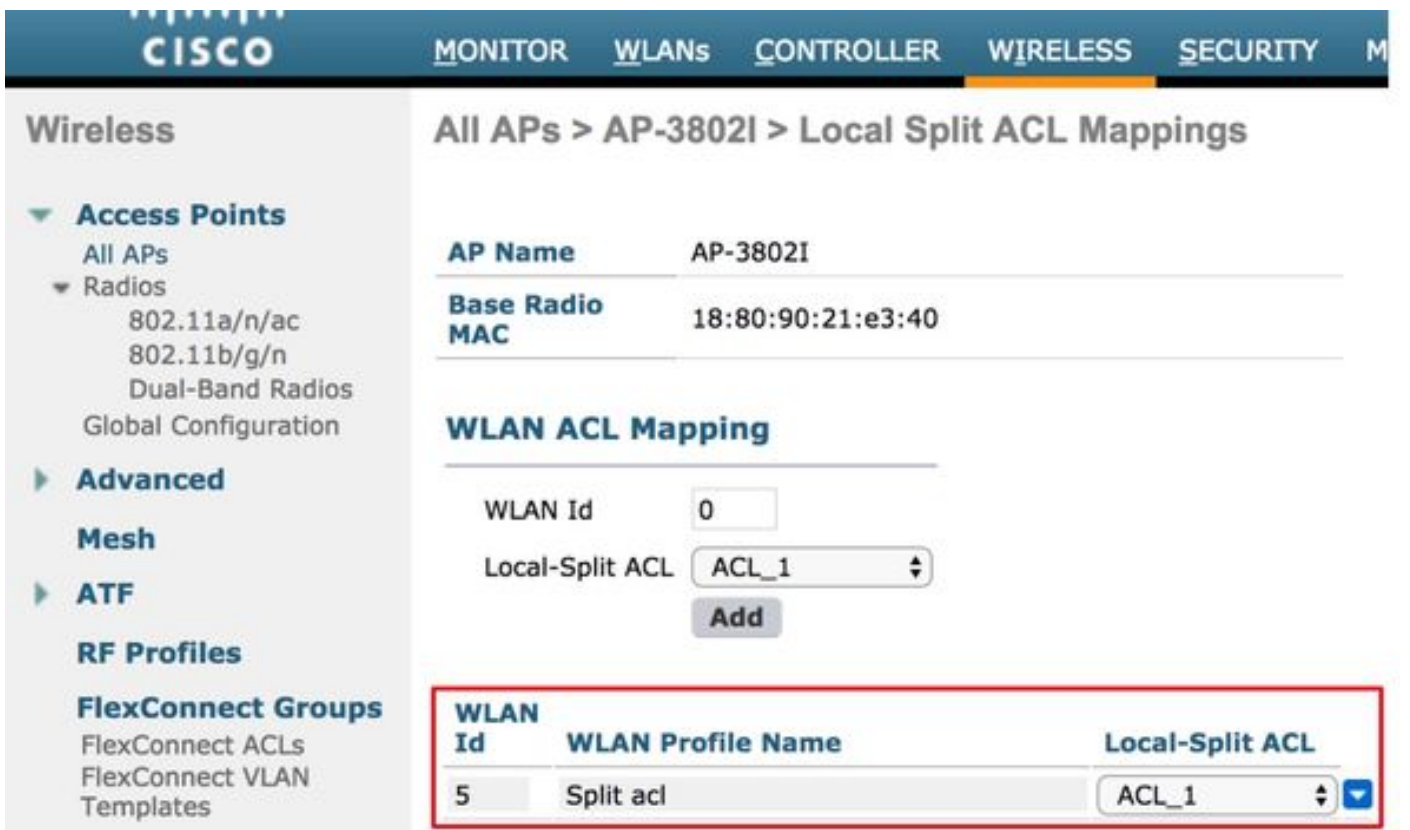 CISCO
MONITOR WLANs CONTROLLER WIRELESS SECURITY M
Wireless
Access Points
All APs
Radios
802.11a/n/ac
802.11b/g/n
Dual-Band Radios
Global Configuration
Advanced
Mesh
ATF
RF Profiles
FlexConnect Groups
FlexConnect ACLs
FlexConnect VLAN
Templates
All APs > AP-3802I > Local Split ACL Mappings
AP Name AP-3802I
Base Radio
MAC 18:80:90:21:e3:40
WLAN ACL Mapping
WLAN Id 0
Local-Split ACL ACL_1
Add
WLAN
Id WLAN Profile Name Local-Split ACL
5 Split acl ACL_1